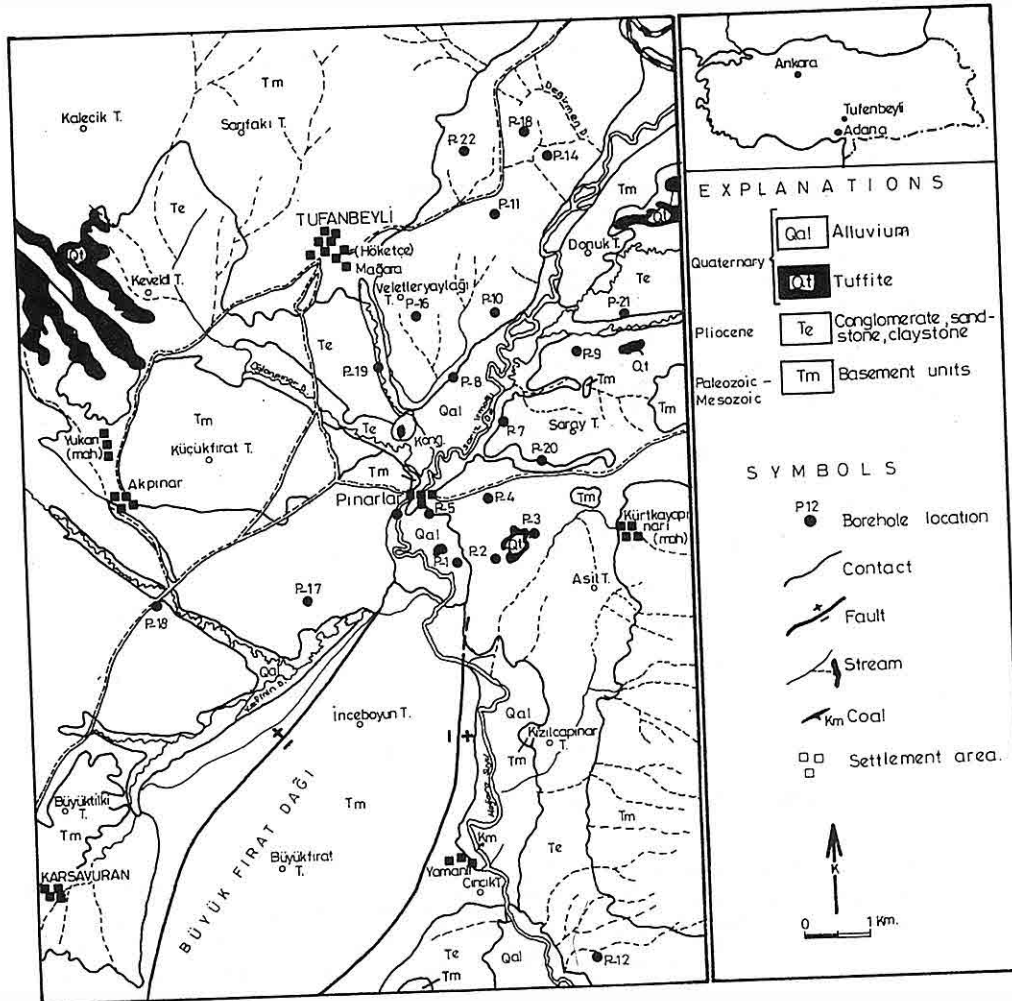 Kalecik T.
Tm
Sarıfakı T.
P-22
P-18
Değirmen D.
P-14
Te
TUFANBEYLİ
(Höketçe)
Mağara
P-11
Tm
Qt
Donuk T.
Qt
Keveld T.
Veletleryaylağı
T.
P-16
P-10
Te
P-21
Te
P-19
P-8
P-9
Qt
Tm
Qal
Tm
Te
Kong.
P-7
Saray T.
Tm
Yukarı
(mah)
Küçükfırat T.
P-20
Akpınar
Tm
Pınarlar
P-5
P-4
Tm
Kürtkayapı
narı
(mah)
P-3
Qal
P-1
P-2
Qt
Asil T.
P-17
P-18
Qal
İnceboyun T.
Qal
Kızılcapınar
T.
Tm
Büyüktilki
T.
Tm
Tm
Tm
Km
Te
KARSAVURAN
BÜYÜK FIRAT DAĞI
Büyükfırat
T.
Yamanlı
Çırçık T.
Te
Qal
Tm
P-12
Ankara
Tufenbeyli
Adana
EXPLANATIONS
Quaternary
Qal
Alluvium
Qt
Tuffite
Pliocene
Te
Conglomerate, sand-
stone, claystone
Paleozoic -
Mesozoic
Tm
Basement units
SYMBOLS
P12
Borehole location
Contact
Fault
Stream
Km
Coal
Settlement area.
K
0 1 Km.